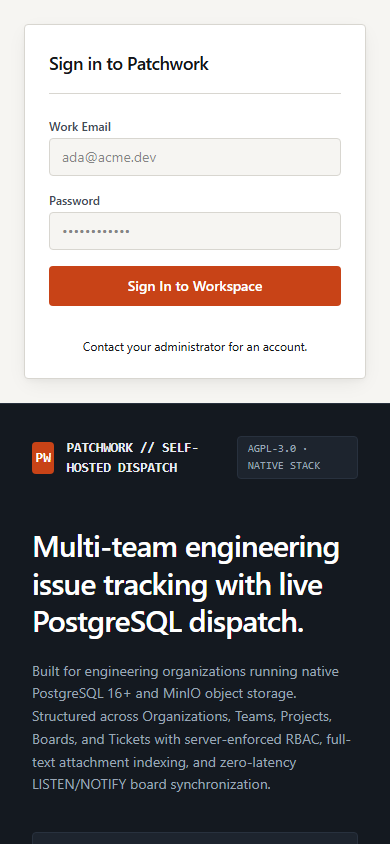 Sign in to Patchwork
Work Email
ada@acme.dev
Password
••••••••••••
Sign In to Workspace
Contact your administrator for an account.
PW
PATCHWORK // SELF-
HOSTED DISPATCH
AGPL-3.0 ·
NATIVE STACK
Multi-team engineering
issue tracking with live
PostgreSQL dispatch.
Built for engineering organizations running native
PostgreSQL 16+ and MinIO object storage.
Structured across Organizations, Teams, Projects,
Boards, and Tickets with server-enforced RBAC, full-
text attachment indexing, and zero-latency
LISTEN/NOTIFY board synchronization.